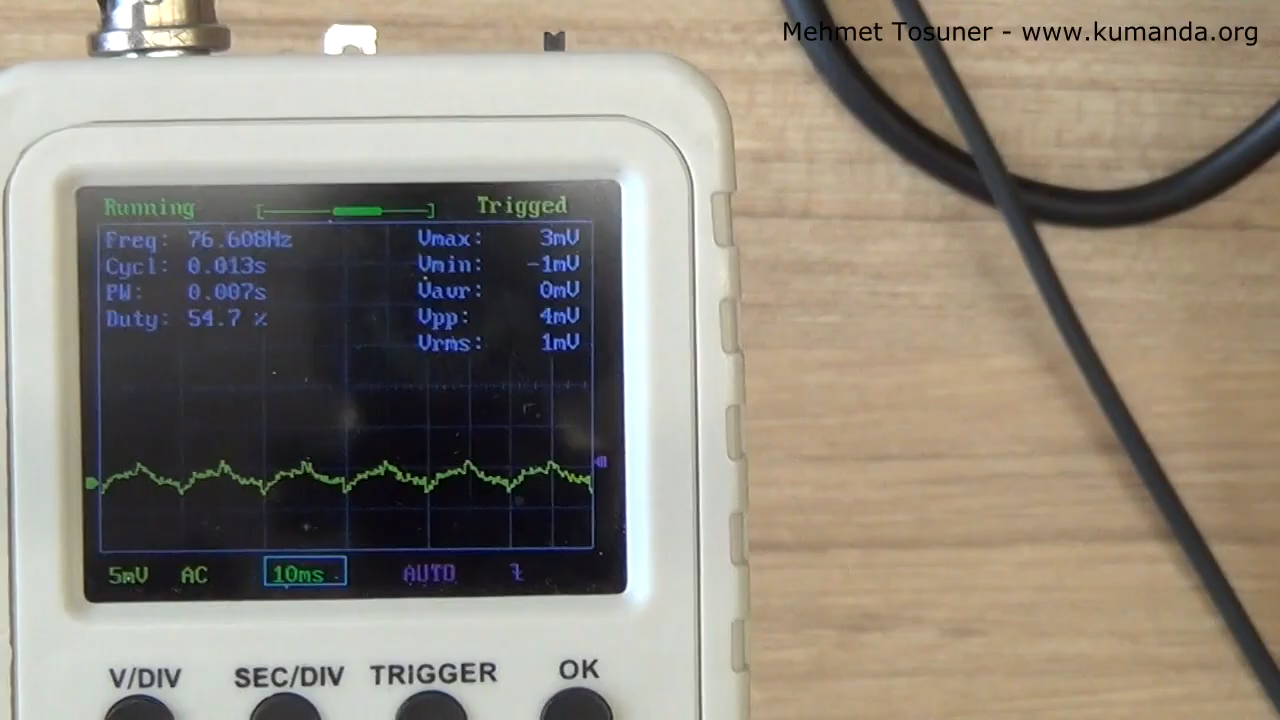 Mehmet Tosuner - www.kumanda.org
Running
Trigged
Freq: 76.608Hz
Vmax: 3mV
Cycl: 0.013s
Vmin: -1mV
PW: 0.007s
Vavr: 0mV
Duty: 54.7 %
Vpp: 4mV
Vrms: 1mV
5mV AC 10ms AUTO
V/DIV SEC/DIV TRIGGER OK